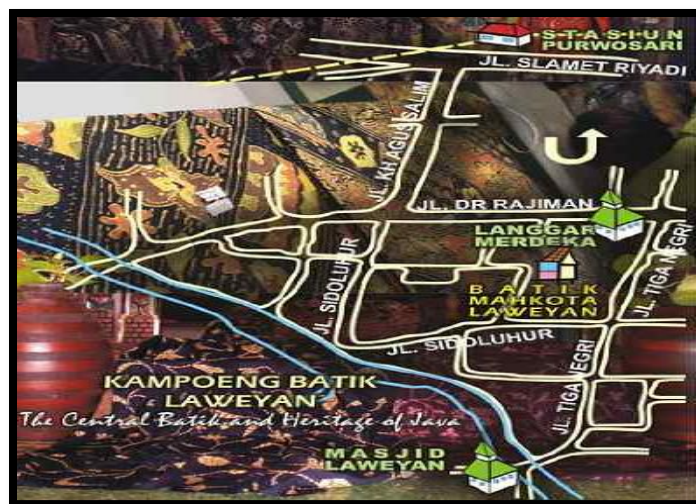 STASIUN
PURWOSARI
JL. SLAMET RIYADI
JL. KH AGUS SALIM
JL. DR RAJIMAN
LANGGAR
MERDEKA
JL. TIGA NEGRI
JL. SIDOLUHUR
BATIK
MAHKOTA
LAWEYAN
JL. SIDOLUHUR
JL. TIGA NEGRI
KAMPOENG BATIK
LAWEYAN
The Central Batik and Heritage of Java
MASJID
LAWEYAN